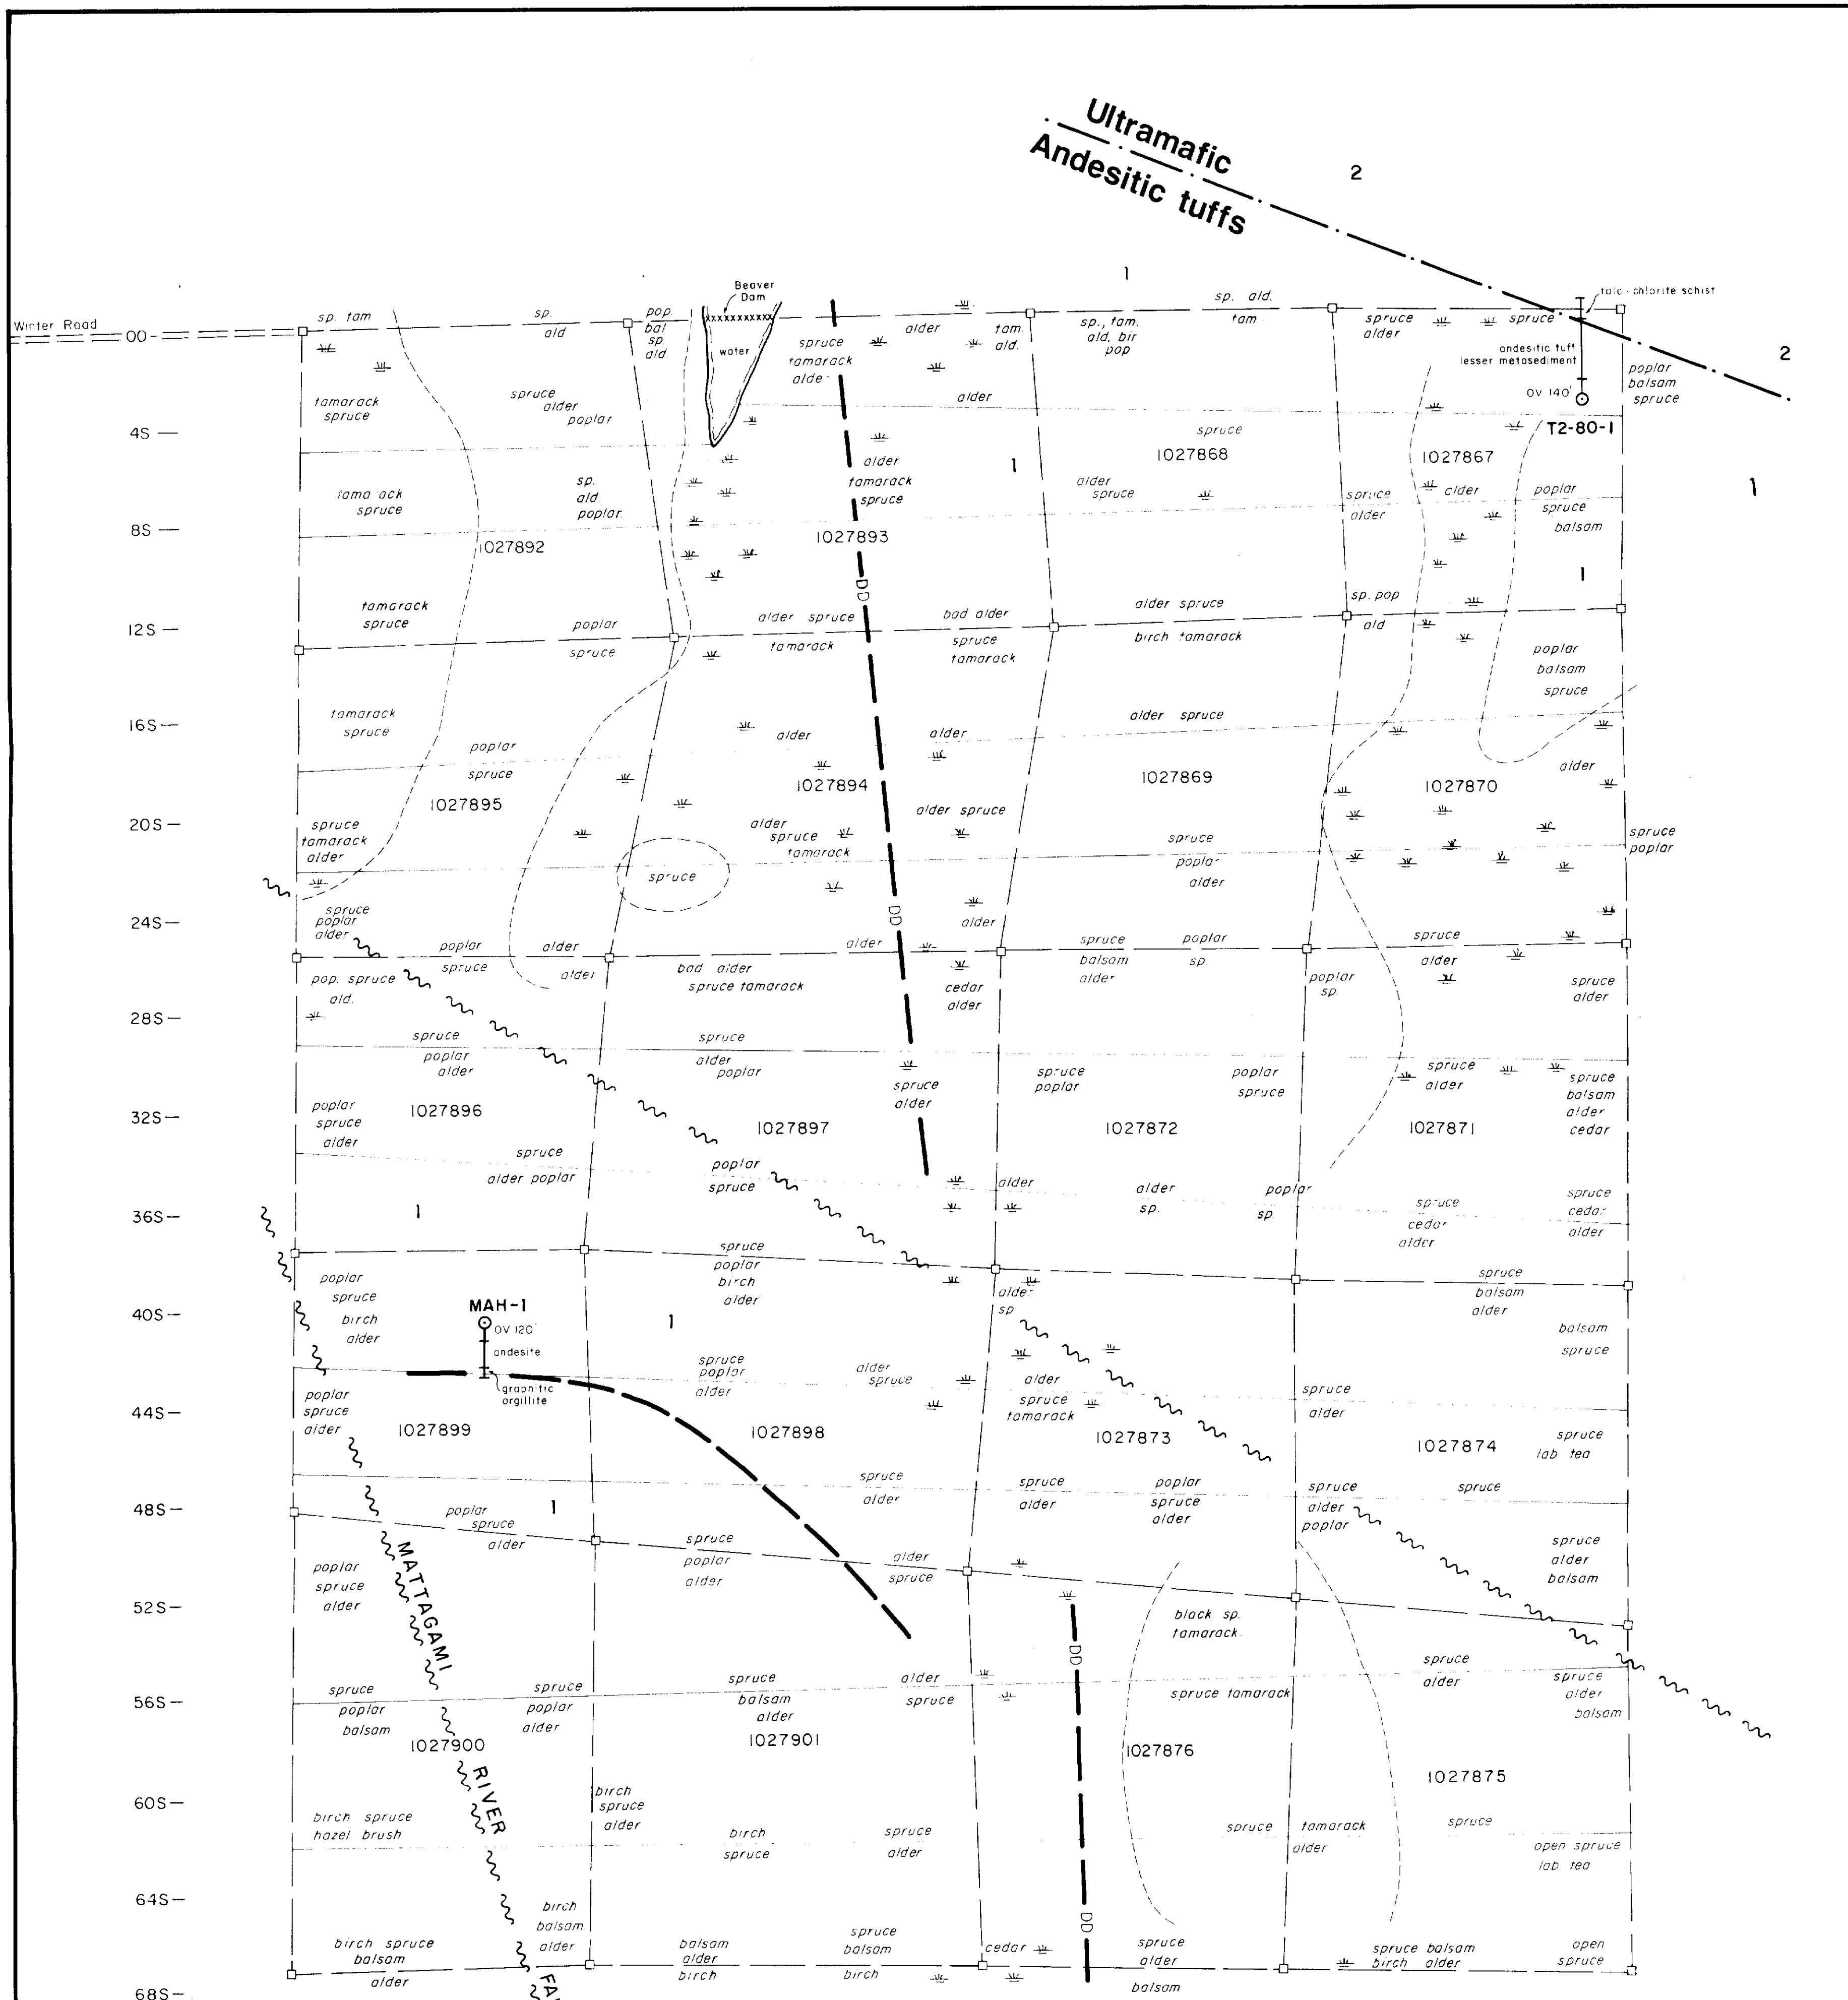 Ultramafic
Andesitic tuffs
2
1
Beaver
Dam
talc-chlorite schist
Winter Road
00
sp tam
sp.
ald
pop.
bal
sp.
ald
water
spruce
tamarack
alder
alder
tam.
ald.
sp., tam.
ald. bir
pop
sp. ald.
tam.
spruce
alder
spruce
andesitic tuff
lesser metasediment
OV 140'
T2-80-1
2
poplar
balsam
spruce
tamarack
spruce
spruce
alder
poplar
alder
4S
spruce
1027868
1027867
1
alder
tamarack
spruce
1
tamarack
spruce
sp.
ald
poplar.
alder
spruce
spruce
alder
alder
poplar
spruce
balsam
8S
1027892
1027893
1
tamarack
spruce
poplar
spruce
alder spruce
tamarack
bad alder
spruce
tamarack
alder spruce
birch tamarack
sp. pop
ald
DD
12S
poplar
balsam
spruce
tamarack
spruce
16S
poplar
spruce
alder
alder
alder spruce
1027895
1027894
1027869
1027870
alder
20S
spruce
tamarack
alder
alder
spruce
tamarack
alder spruce
spruce
poplar
alder
spruce
poplar
spruce
24S
spruce
poplar
alder
poplar
spruce
alder
alder
alder
DD
alder
spruce
balsam
alder
poplar
sp.
spruce
alder
pop. spruce
ald.
bad alder
spruce tamarack
cedar
alder
poplar
sp
spruce
alder
28S
spruce
poplar
alder
spruce
alder
poplar
spruce
alder
spruce
poplar
poplar
spruce
spruce
alder
spruce
balsam
alder
cedar
32S
poplar
spruce
alder
1027896
1027897
1027872
1027871
spruce
alder poplar
poplar
spruce
alder
alder
sp.
poplar
sp
spruce
cedar
alder
spruce
cedar
alder
36S
1
spruce
poplar
birch
alder
poplar
spruce
birch
alder
alder
sp
spruce
balsam
alder
40S
MAH-1
OV 120'
andesite
graphitic
argillite
1
balsam
spruce
spruce
poplar
alder
alder
spruce
alder
spruce
tamarack
spruce
alder
44S
poplar
spruce
alder
1027899
1027898
1027873
1027874
spruce
lab tea
spruce
alder
spruce
alder
poplar
spruce
alder
spruce
alder
poplar
spruce
48S
poplar
spruce
alder
1
spruce
poplar
alder
alder
spruce
spruce
alder
balsam
poplar
spruce
alder
52S
MATTAGAMI
black sp.
tamarack.
DD
56S
spruce
poplar
balsam
spruce
poplar
alder
spruce
balsam
alder
alder
spruce
spruce tamarack
spruce
alder
spruce
alder
balsam
1027900
1027901
1027876
1027875
60S
RIVER
birch
spruce
alder
birch spruce
hazel brush
birch
spruce
spruce
alder
spruce
tamarack
alder
spruce
open spruce
lab. tea
64S
birch
balsam
alder
DD
birch spruce
balsam
alder
balsam
alder
birch
spruce
balsam
birch
cedar
spruce
alder
balsam
spruce balsam
birch alder
open
spruce
68S